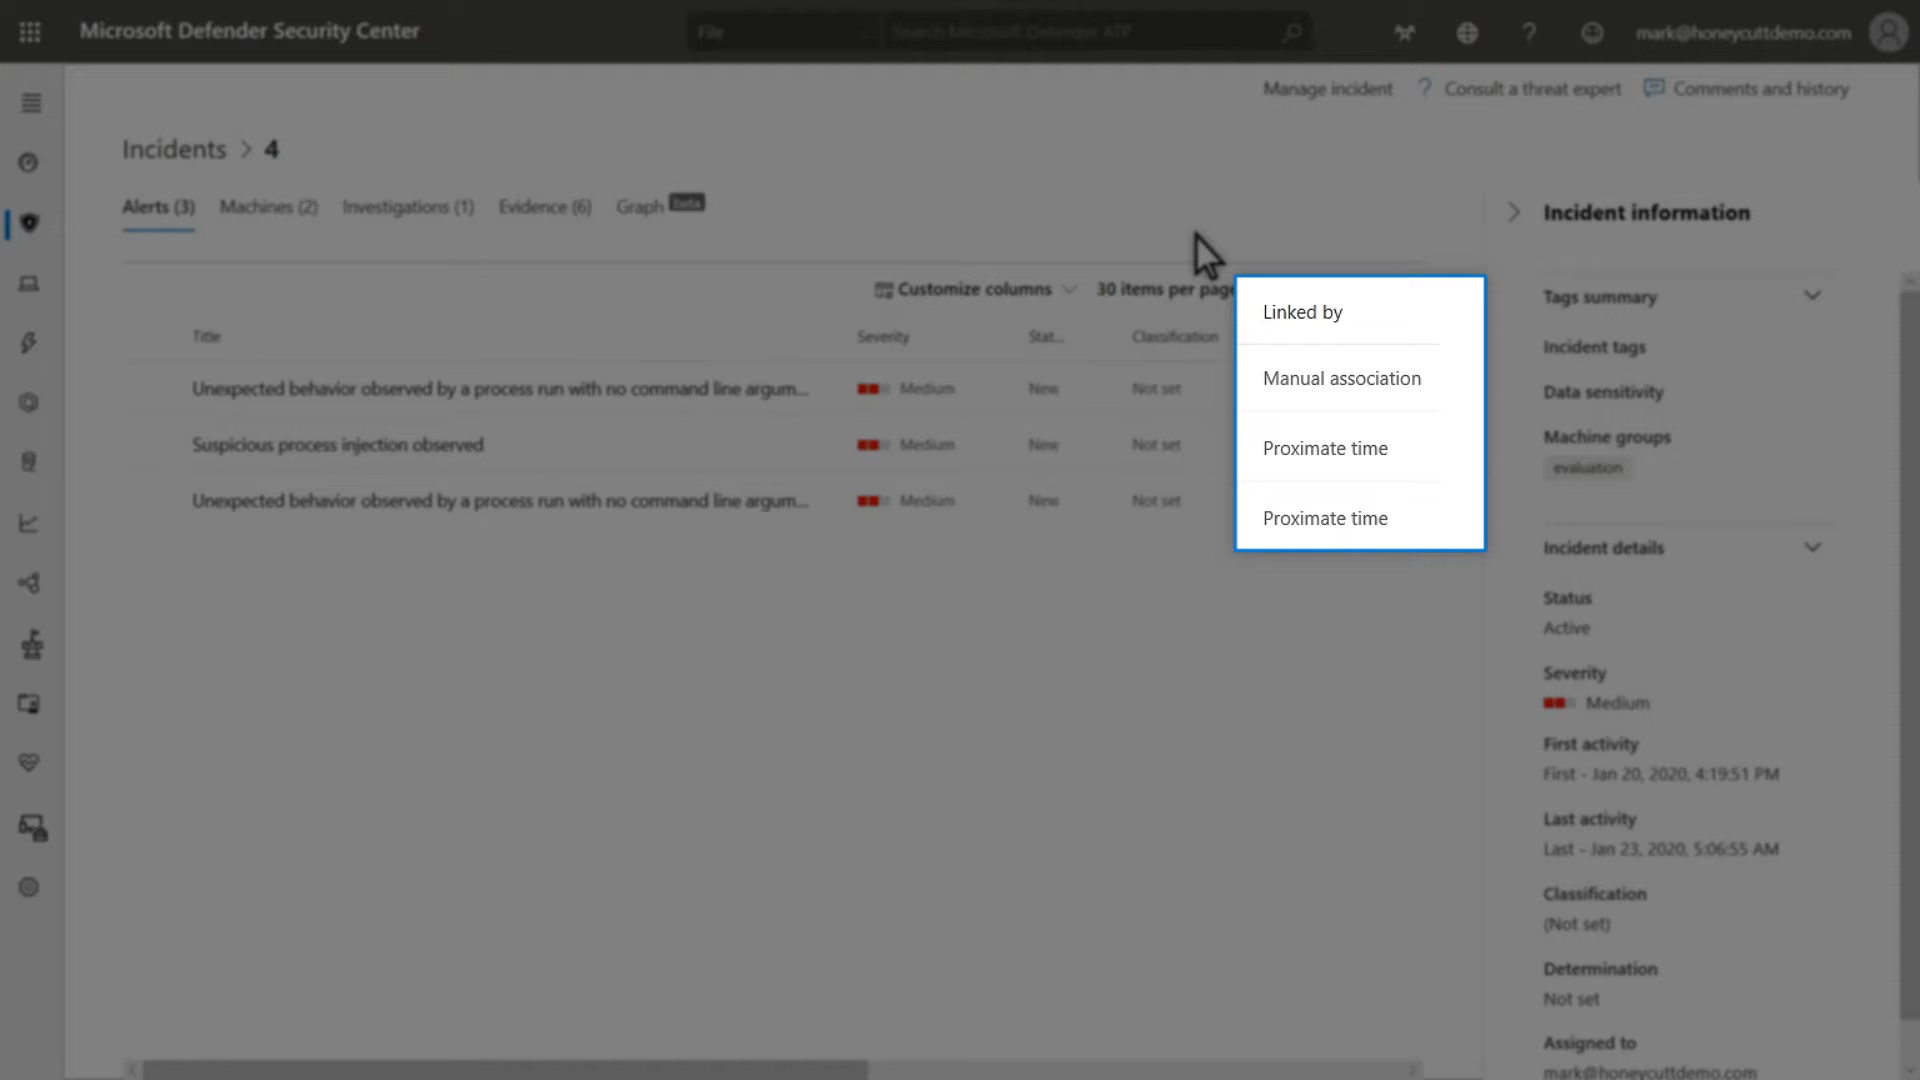 Microsoft Defender Security Center
File
Search Microsoft Defender ATP
mark@honeycuttdemo.com
Manage incident
? Consult a threat expert
Comments and history
Incidents > 4
Alerts (3) Machines (2) Investigations (1) Evidence (6) Graph beta
Customize columns
30 items per page
Title Severity Stat... Classification Linked by
Unexpected behavior observed by a process run with no command line argum... Medium New Not set Manual association
Suspicious process injection observed Medium New Not set Proximate time
Unexpected behavior observed by a process run with no command line argum... Medium New Not set Proximate time
Incident information
Tags summary
Incident tags
Data sensitivity
Machine groups
evaluation
Incident details
Status
Active
Severity
Medium
First activity
First - Jan 20, 2020, 4:19:51 PM
Last activity
Last - Jan 23, 2020, 5:06:55 AM
Classification
(Not set)
Determination
Not set
Assigned to
mark@honeycuttdemo.com